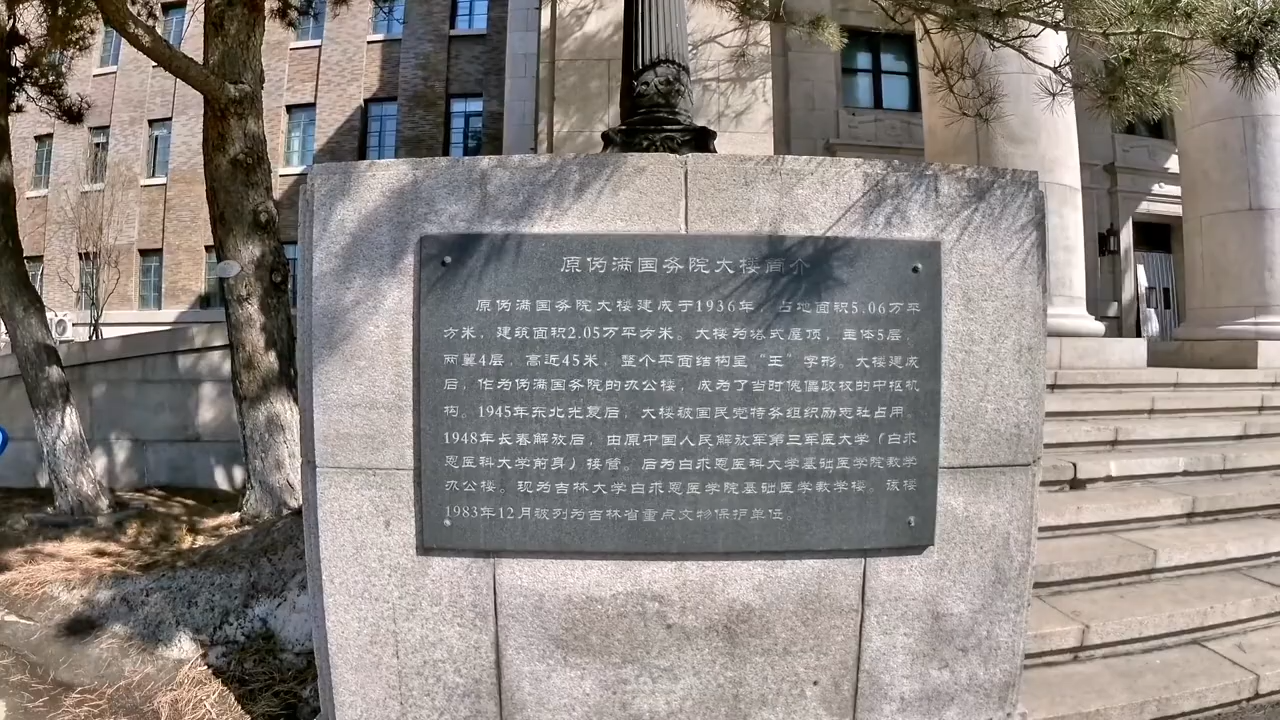 原伪满国务院大楼简介
原伪满国务院大楼建成于1936年，占地面积5.06万平
方米，建筑面积2.05万平方米。大楼为塔式屋顶，主体5层，
两翼4层，高近45米，整个平面结构呈“王”字形。大楼建成
后，作为伪满国务院的办公楼，成为了当时傀儡政权的中枢机
构。1945年东北光复后，大楼被国民党特务组织励志社占用。
1948年长春解放后，由原中国人民解放军第三军医大学（白求
恩医科大学前身）接管。后为白求恩医科大学基础医学院教学
办公楼。现为吉林大学白求恩医学院基础医学教学楼。该楼
1983年12月被列为吉林省重点文物保护单位。